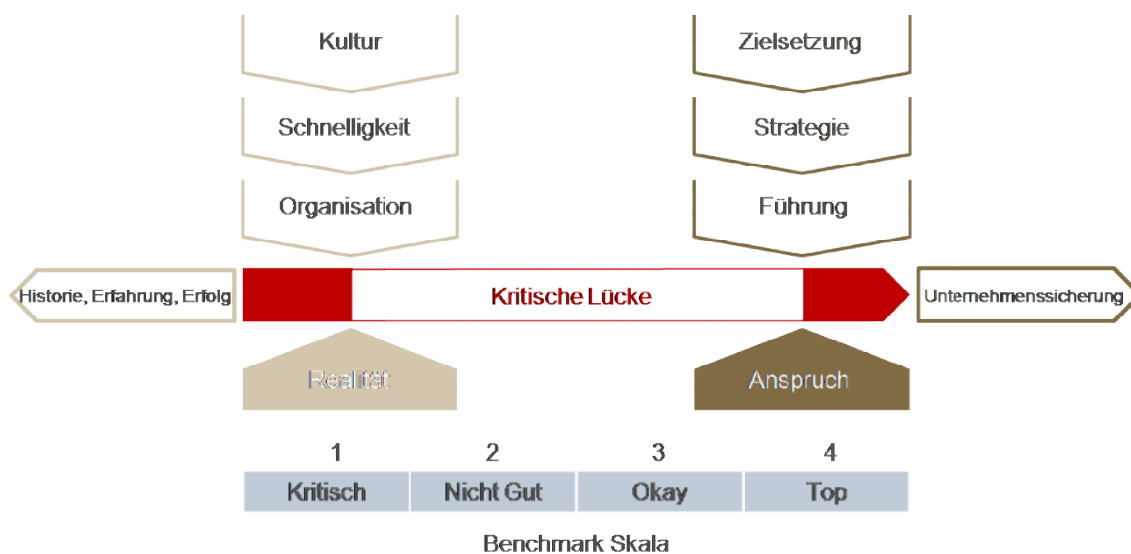 Kultur
Zielsetzung
Schnelligkeit
Strategie
Organisation
Führung
Historie, Erfahrung, Erfolg
Kritische Lücke
Unternehmenssicherung
Realität
Anspruch
1 2 3 4
Kritisch Nicht Gut Okay Top
Benchmark Skala